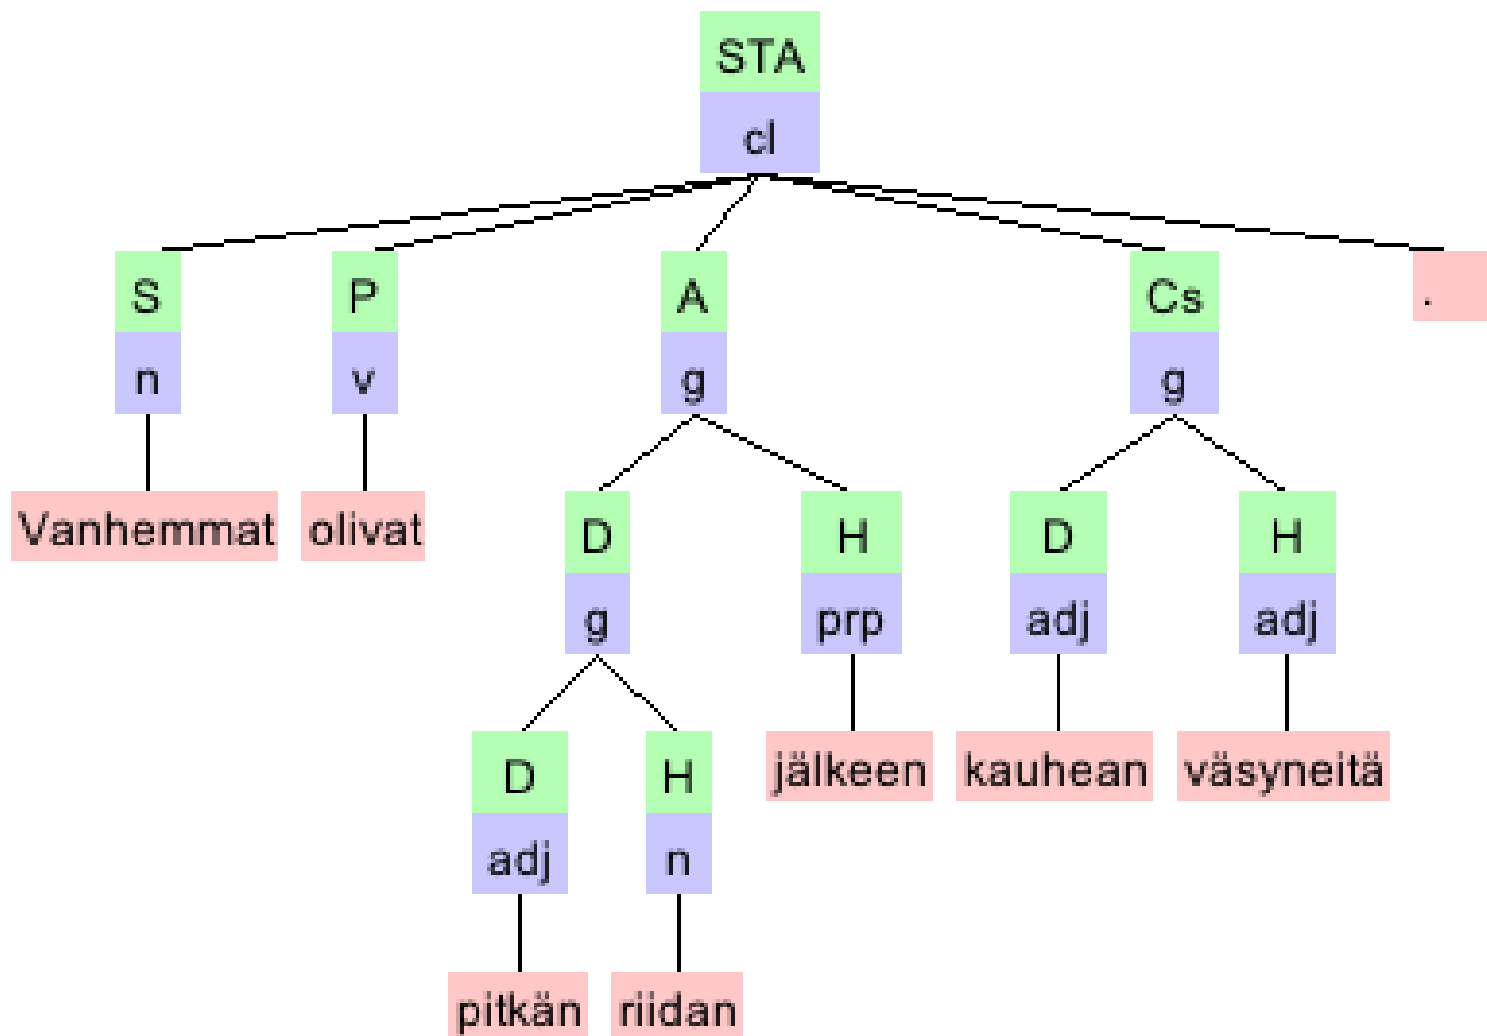 STA
cl
S P A Cs .
n v g g
Vanhemmat olivat D H D H
g prp adj adj
D H jälkeen kauhean väsyneitä
adj n
pitkän riidan